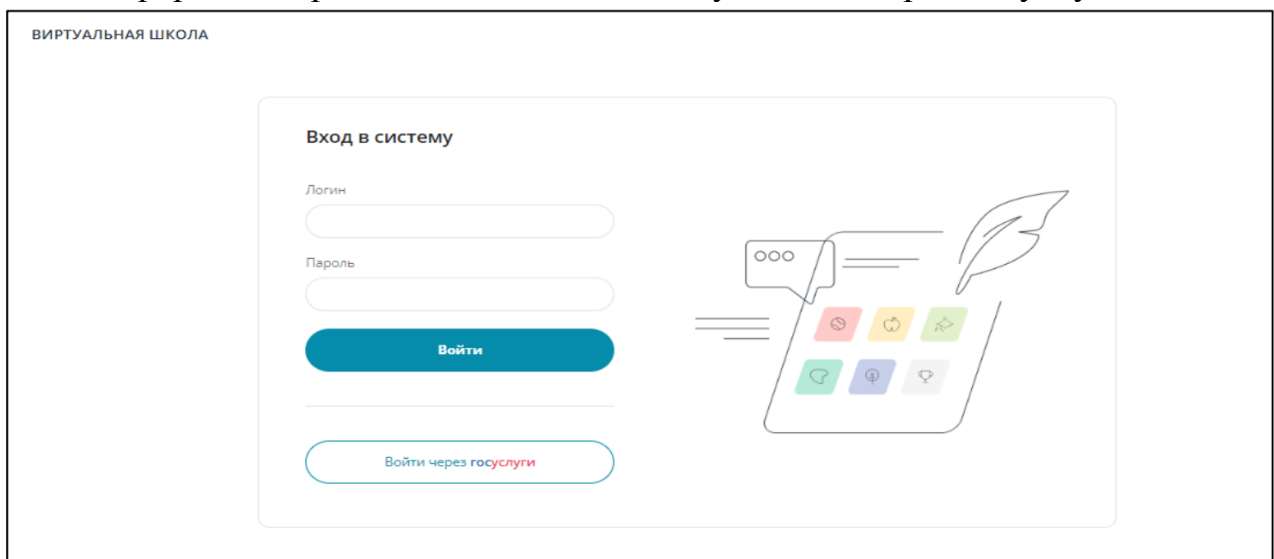 ВИРТУАЛЬНАЯ ШКОЛА
Вход в систему
Логин
Пароль
Войти
Войти через госуслуги